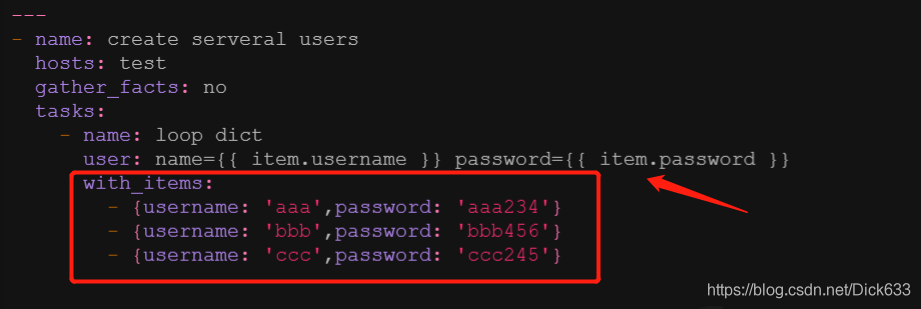 ---
- name: create serveral users
  hosts: test
  gather_facts: no
  tasks:
    - name: loop dict
      user: name={{ item.username }} password={{ item.password }}
      with_items:
        - {username: 'aaa',password: 'aaa234'}
        - {username: 'bbb',password: 'bbb456'}
        - {username: 'ccc',password: 'ccc245'}
https://blog.csdn.net/Dick633